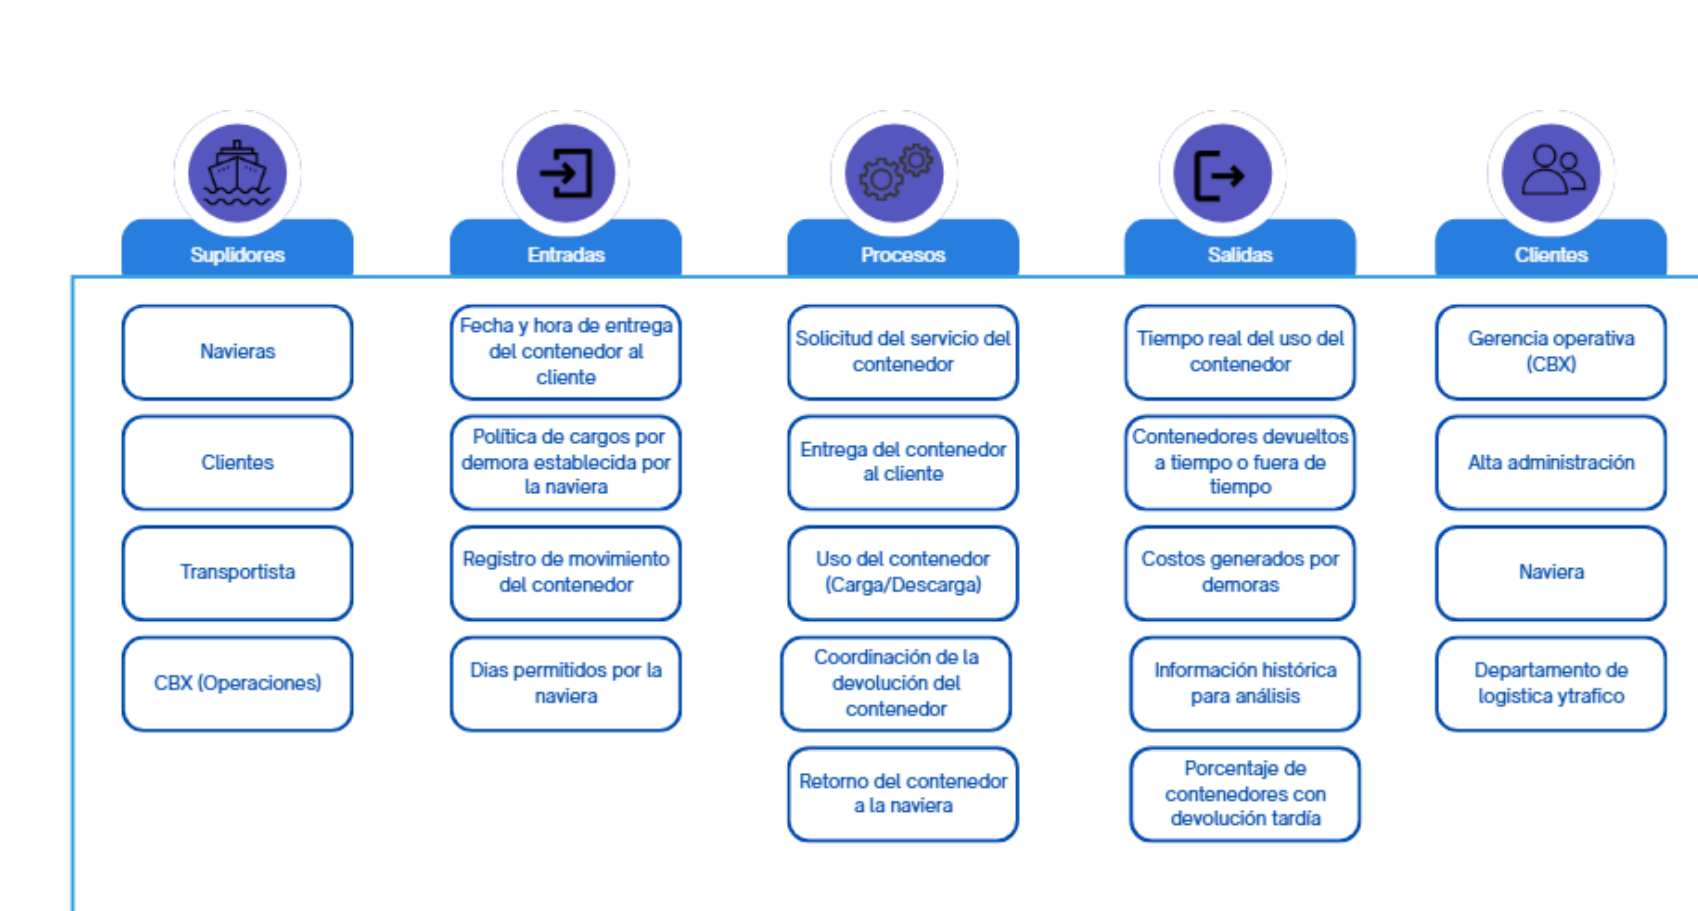 Suplidores
Entradas
Procesos
Salidas
Clientes
Navieras
Clientes
Transportista
CBX (Operaciones)
Fecha y hora de entrega
del contenedor al
cliente
Política de cargos por
demora establecida por
la naviera
Registro de movimiento
del contenedor
Dias permitidos por la
naviera
Solicitud del servicio del
contenedor
Entrega del contenedor
al cliente
Uso del contenedor
(Carga/Descarga)
Coordinación de la
devolución del
contenedor
Retorno del contenedor
a la naviera
Tiempo real del uso del
contenedor
Contenedores devueltos
a tiempo o fuera de
tiempo
Costos generados por
demoras
Información histórica
para análisis
Porcentaje de
contenedores con
devolución tardía
Gerencia operativa
(CBX)
Alta administración
Naviera
Departamento de
logistica ytrafico